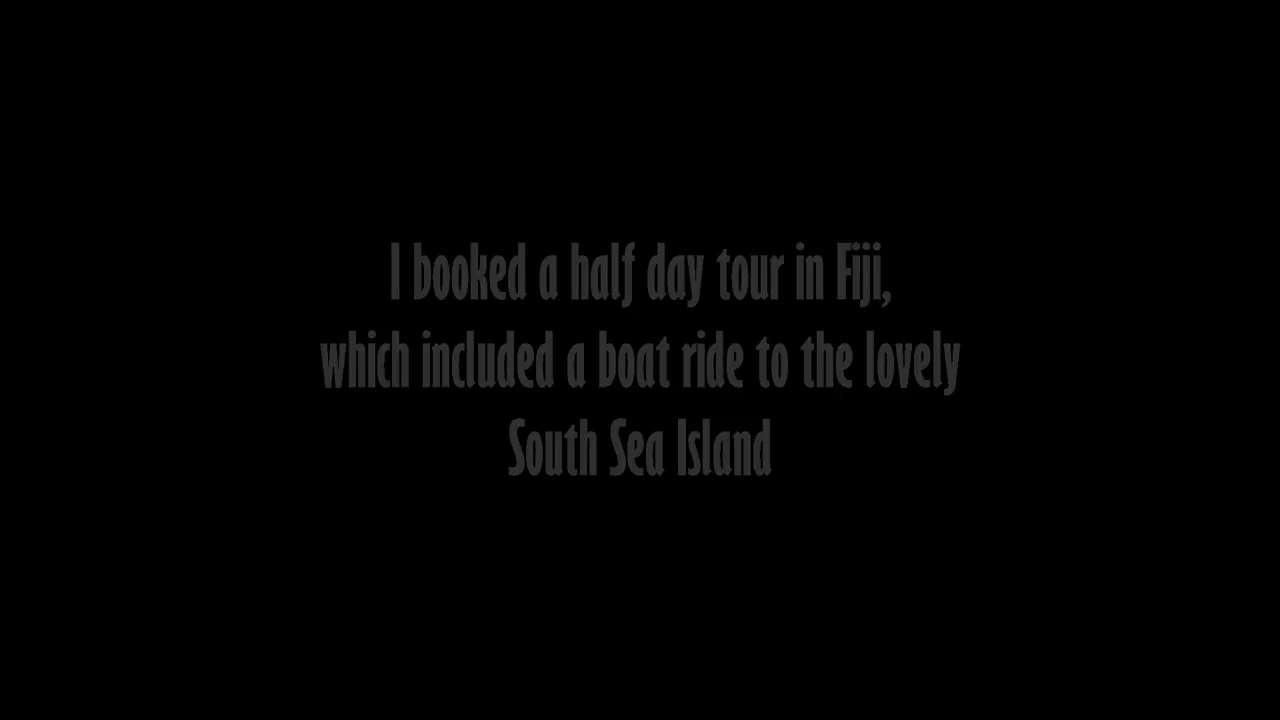 I booked a half day tour in Fiji,
which included a boat ride to the lovely
South Sea Island